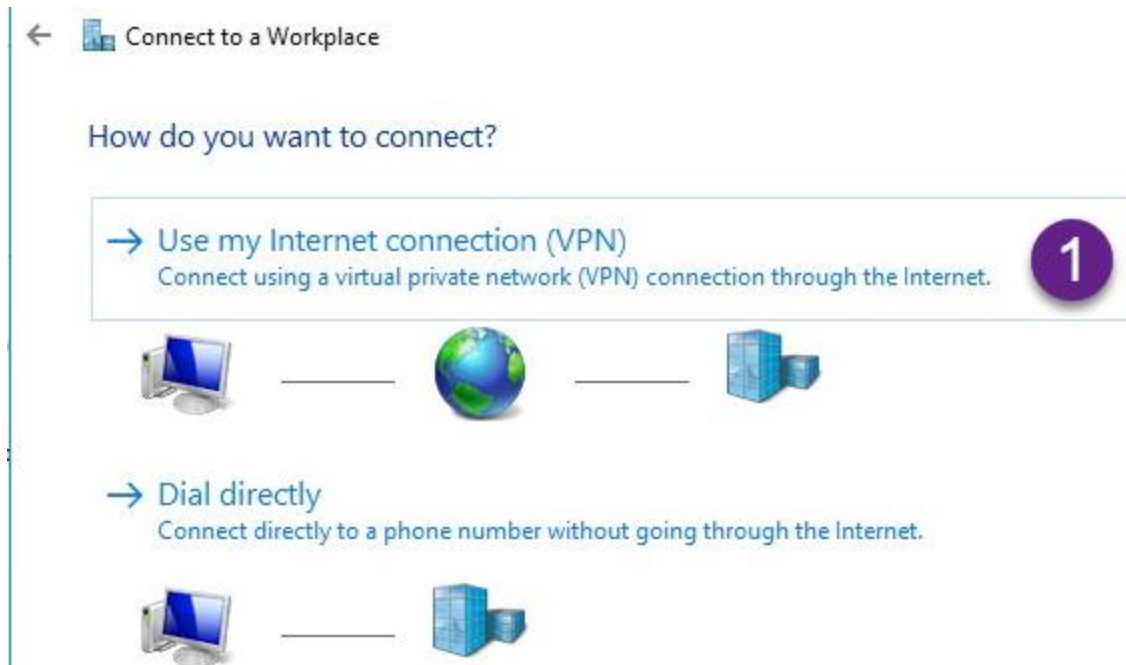 Connect to a Workplace
How do you want to connect?
Use my Internet connection (VPN)
Connect using a virtual private network (VPN) connection through the Internet.
1
Dial directly
Connect directly to a phone number without going through the Internet.